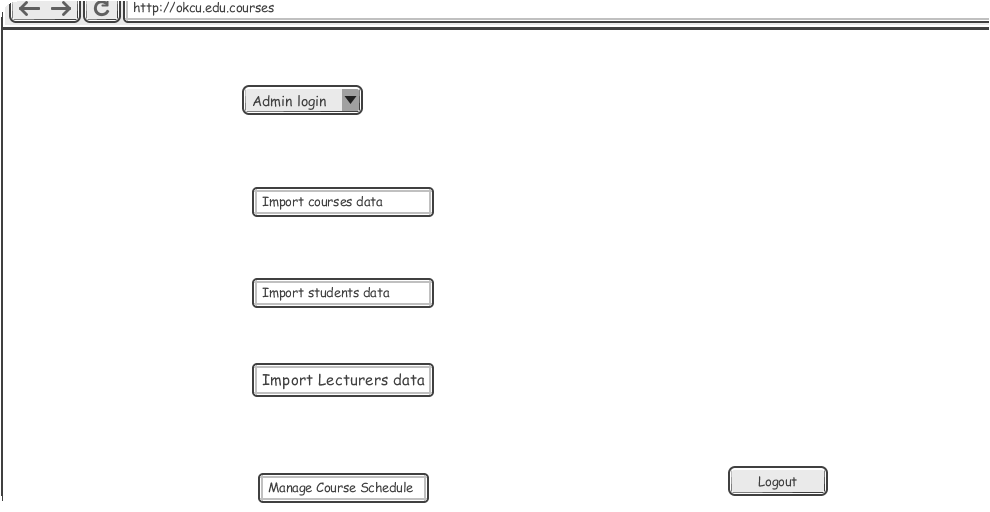 http://okcu.edu.courses
Admin login
Import courses data
Import students data
Import Lecturers data
Manage Course Schedule
Logout